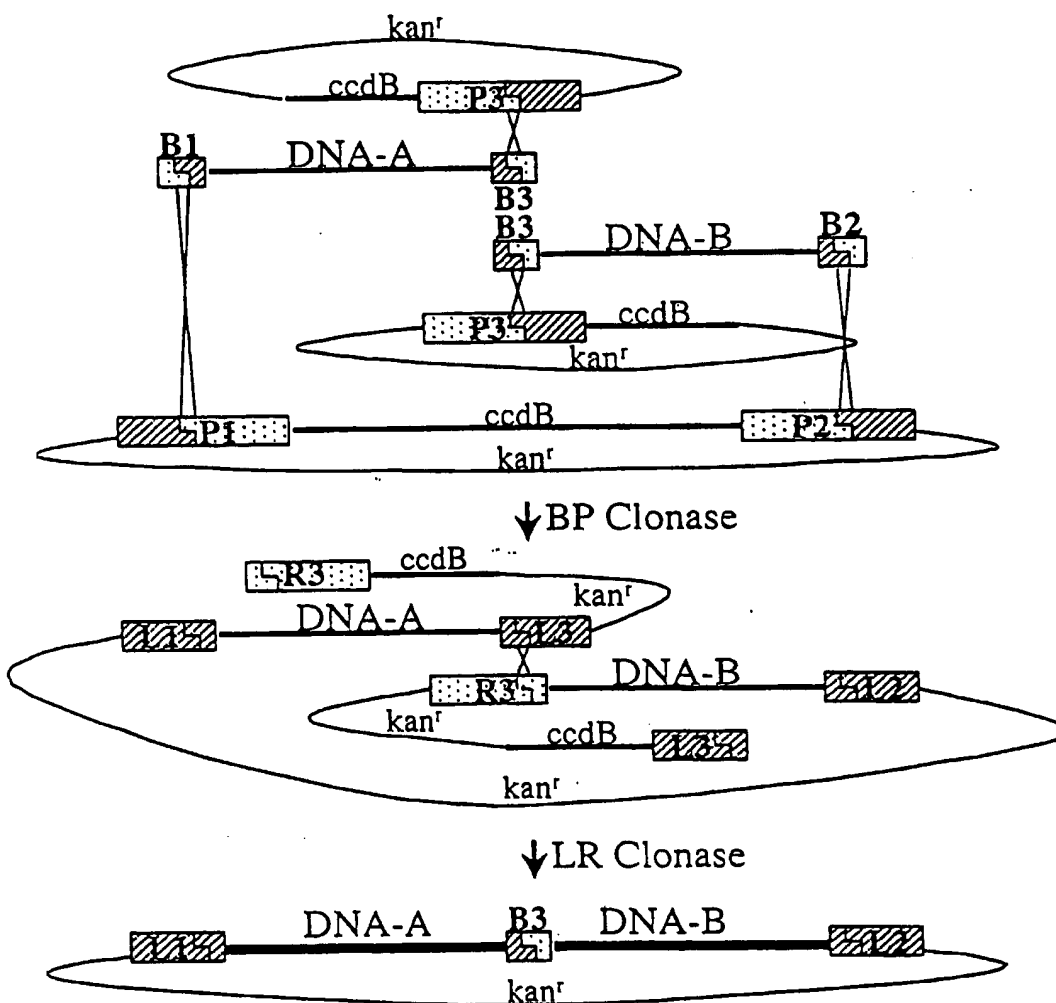 kanʳ
ccdB
P3
B1
DNA-A
B3
B3
DNA-B
B2
P3
ccdB
kanʳ
ccdB
P1
P2
kanʳ
BP Clonase
R3
ccdB
kanʳ
DNA-A
L1
L3
DNA-B
R3
L2
kanʳ
ccdB
L3
kanʳ
LR Clonase
DNA-A
B3
DNA-B
L1
L2
kanʳ